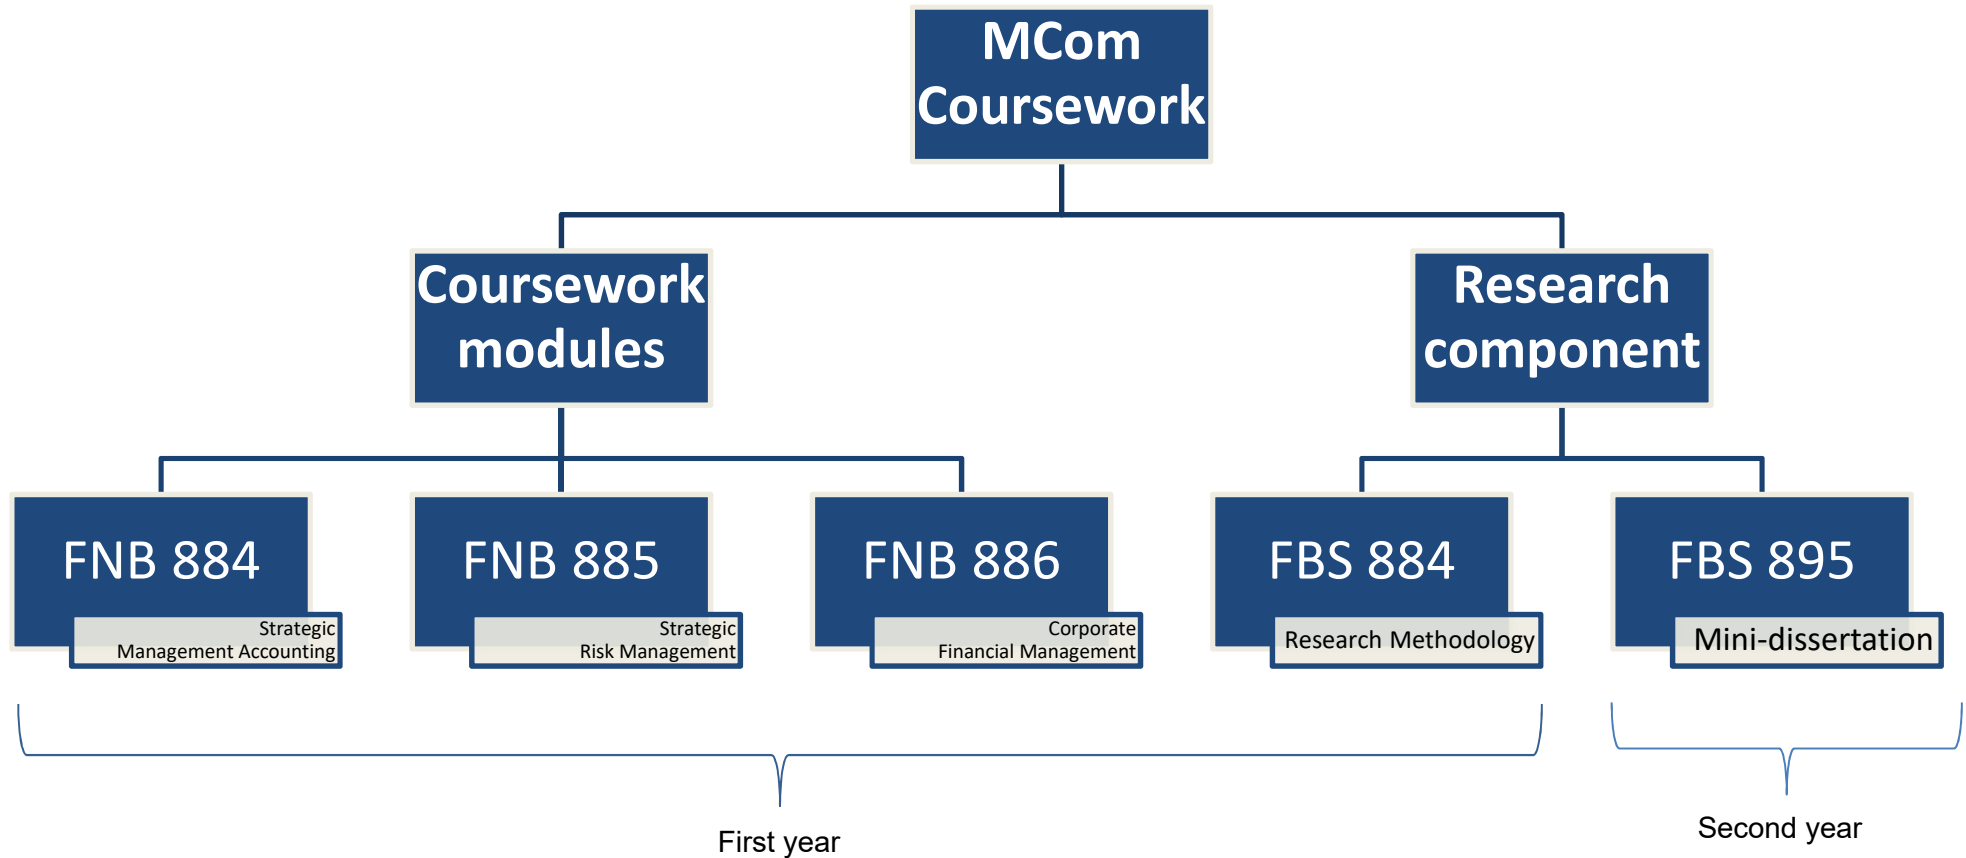 MCom
Coursework
Coursework
modules
Research
component
FNB 884
Strategic
Management Accounting
FNB 885
Strategic
Risk Management
FNB 886
Corporate
Financial Management
FBS 884
Research Methodology
FBS 895
Mini-dissertation
First year
Second year